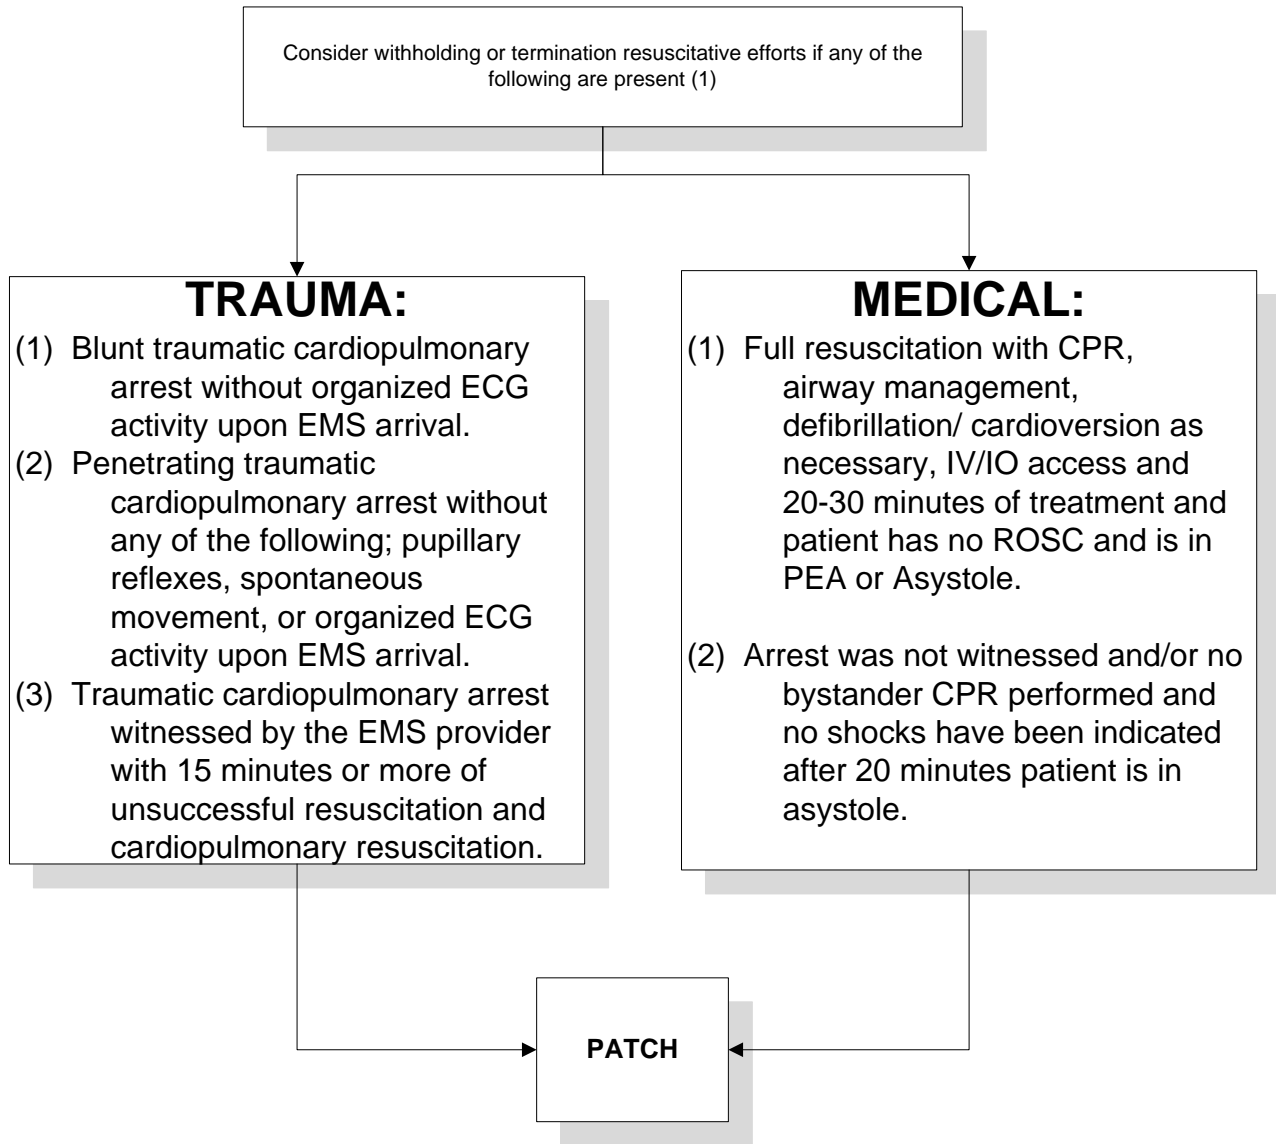 Consider withholding or termination resuscitative efforts if any of the
following are present (1)
TRAUMA:
(1) Blunt traumatic cardiopulmonary
arrest without organized ECG
activity upon EMS arrival.
(2) Penetrating traumatic
cardiopulmonary arrest without
any of the following; pupillary
reflexes, spontaneous
movement, or organized ECG
activity upon EMS arrival.
(3) Traumatic cardiopulmonary arrest
witnessed by the EMS provider
with 15 minutes or more of
unsuccessful resuscitation and
cardiopulmonary resuscitation.
MEDICAL:
(1) Full resuscitation with CPR,
airway management,
defibrillation/ cardioversion as
necessary, IV/IO access and
20-30 minutes of treatment and
patient has no ROSC and is in
PEA or Asystole.
(2) Arrest was not witnessed and/or no
bystander CPR performed and
no shocks have been indicated
after 20 minutes patient is in
asystole.
PATCH